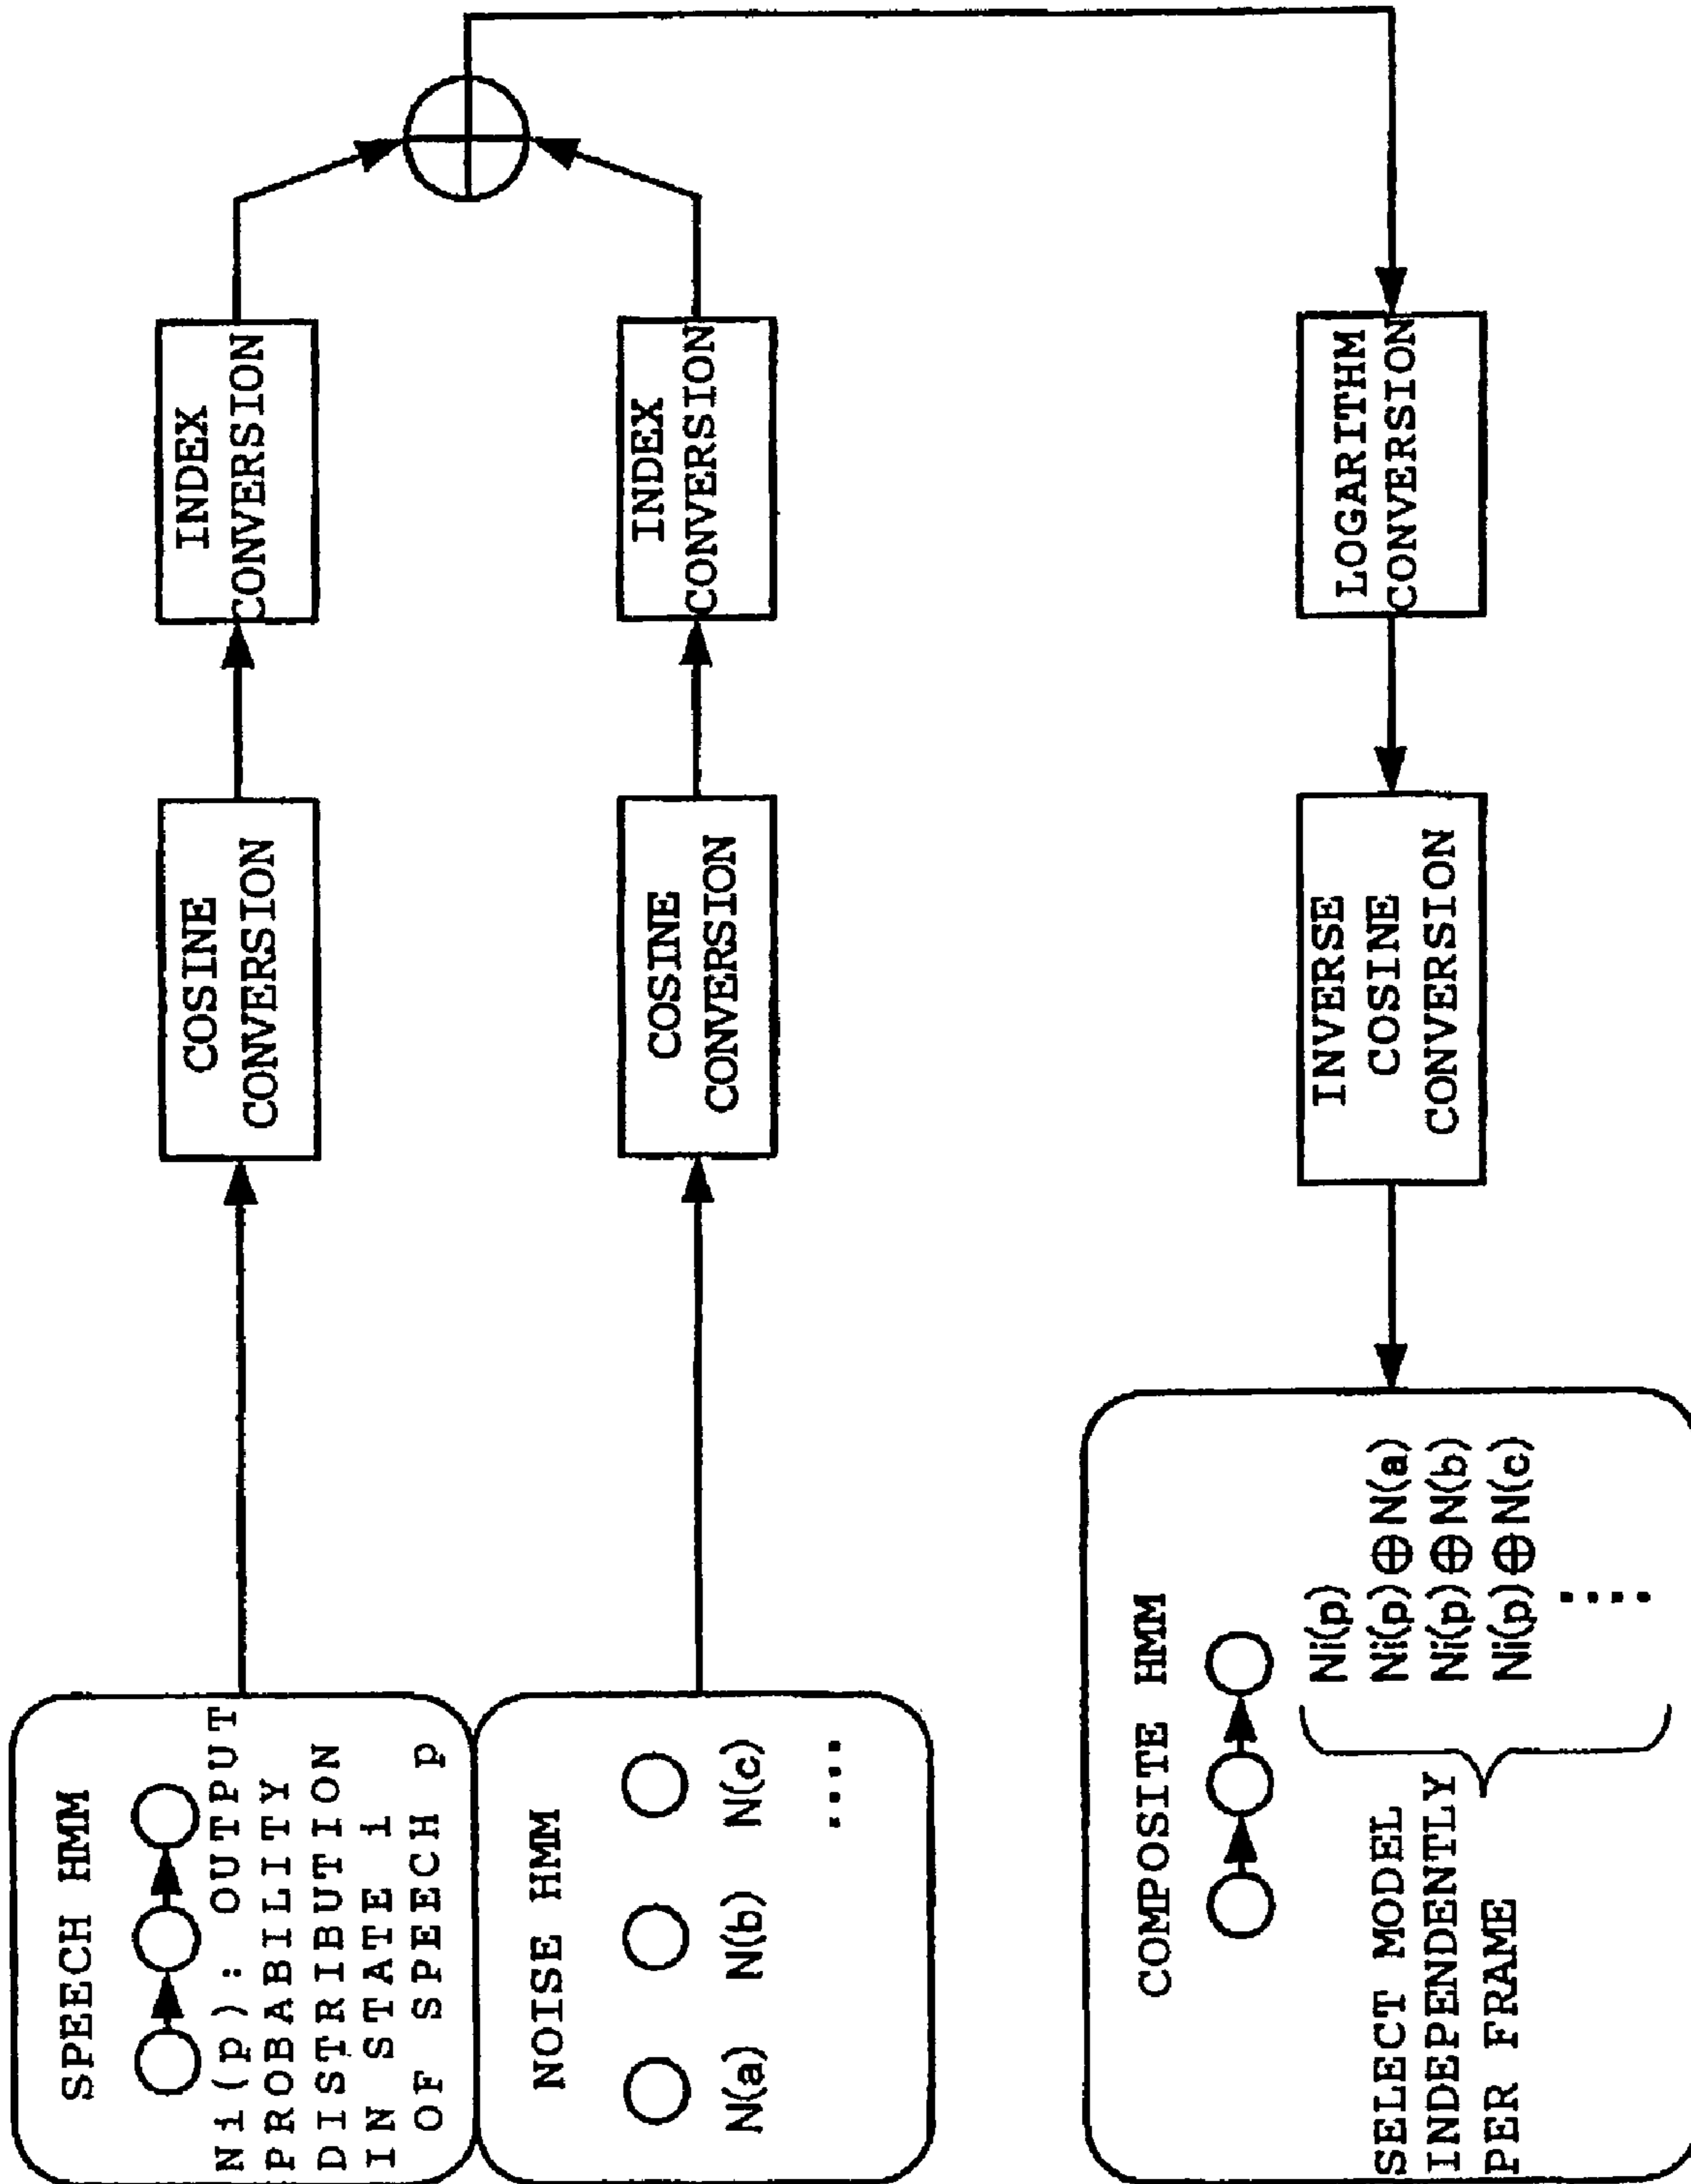 SPEECH HMM
Ni(p): OUTPUT
PROBABILITY
DISTRIBUTION
IN STATE i
OF SPEECH p
COSINE
CONVERSION
INDEX
CONVERSION
NOISE HMM
N(a) N(b) N(c)
....
COSINE
CONVERSION
INDEX
CONVERSION
COMPOSITE HMM
SELECT MODEL
INDEPENDENTLY
PER FRAME
Ni(p)
Ni(p)⊕N(a)
Ni(p)⊕N(b)
Ni(p)⊕N(c)
....
INVERSE
COSINE
CONVERSION
LOGARITHM
CONVERSION